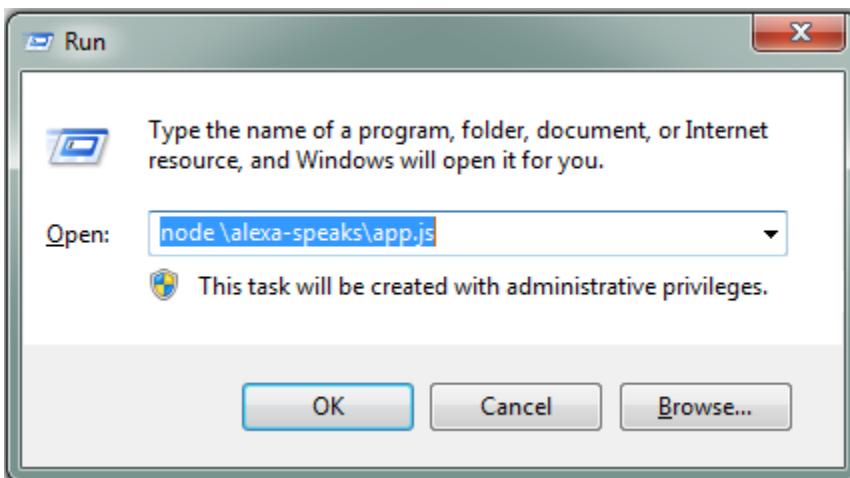 Run
Type the name of a program, folder, document, or Internet
resource, and Windows will open it for you.
Open: node \alexa-speaks\app.js
This task will be created with administrative privileges.
OK Cancel Browse...